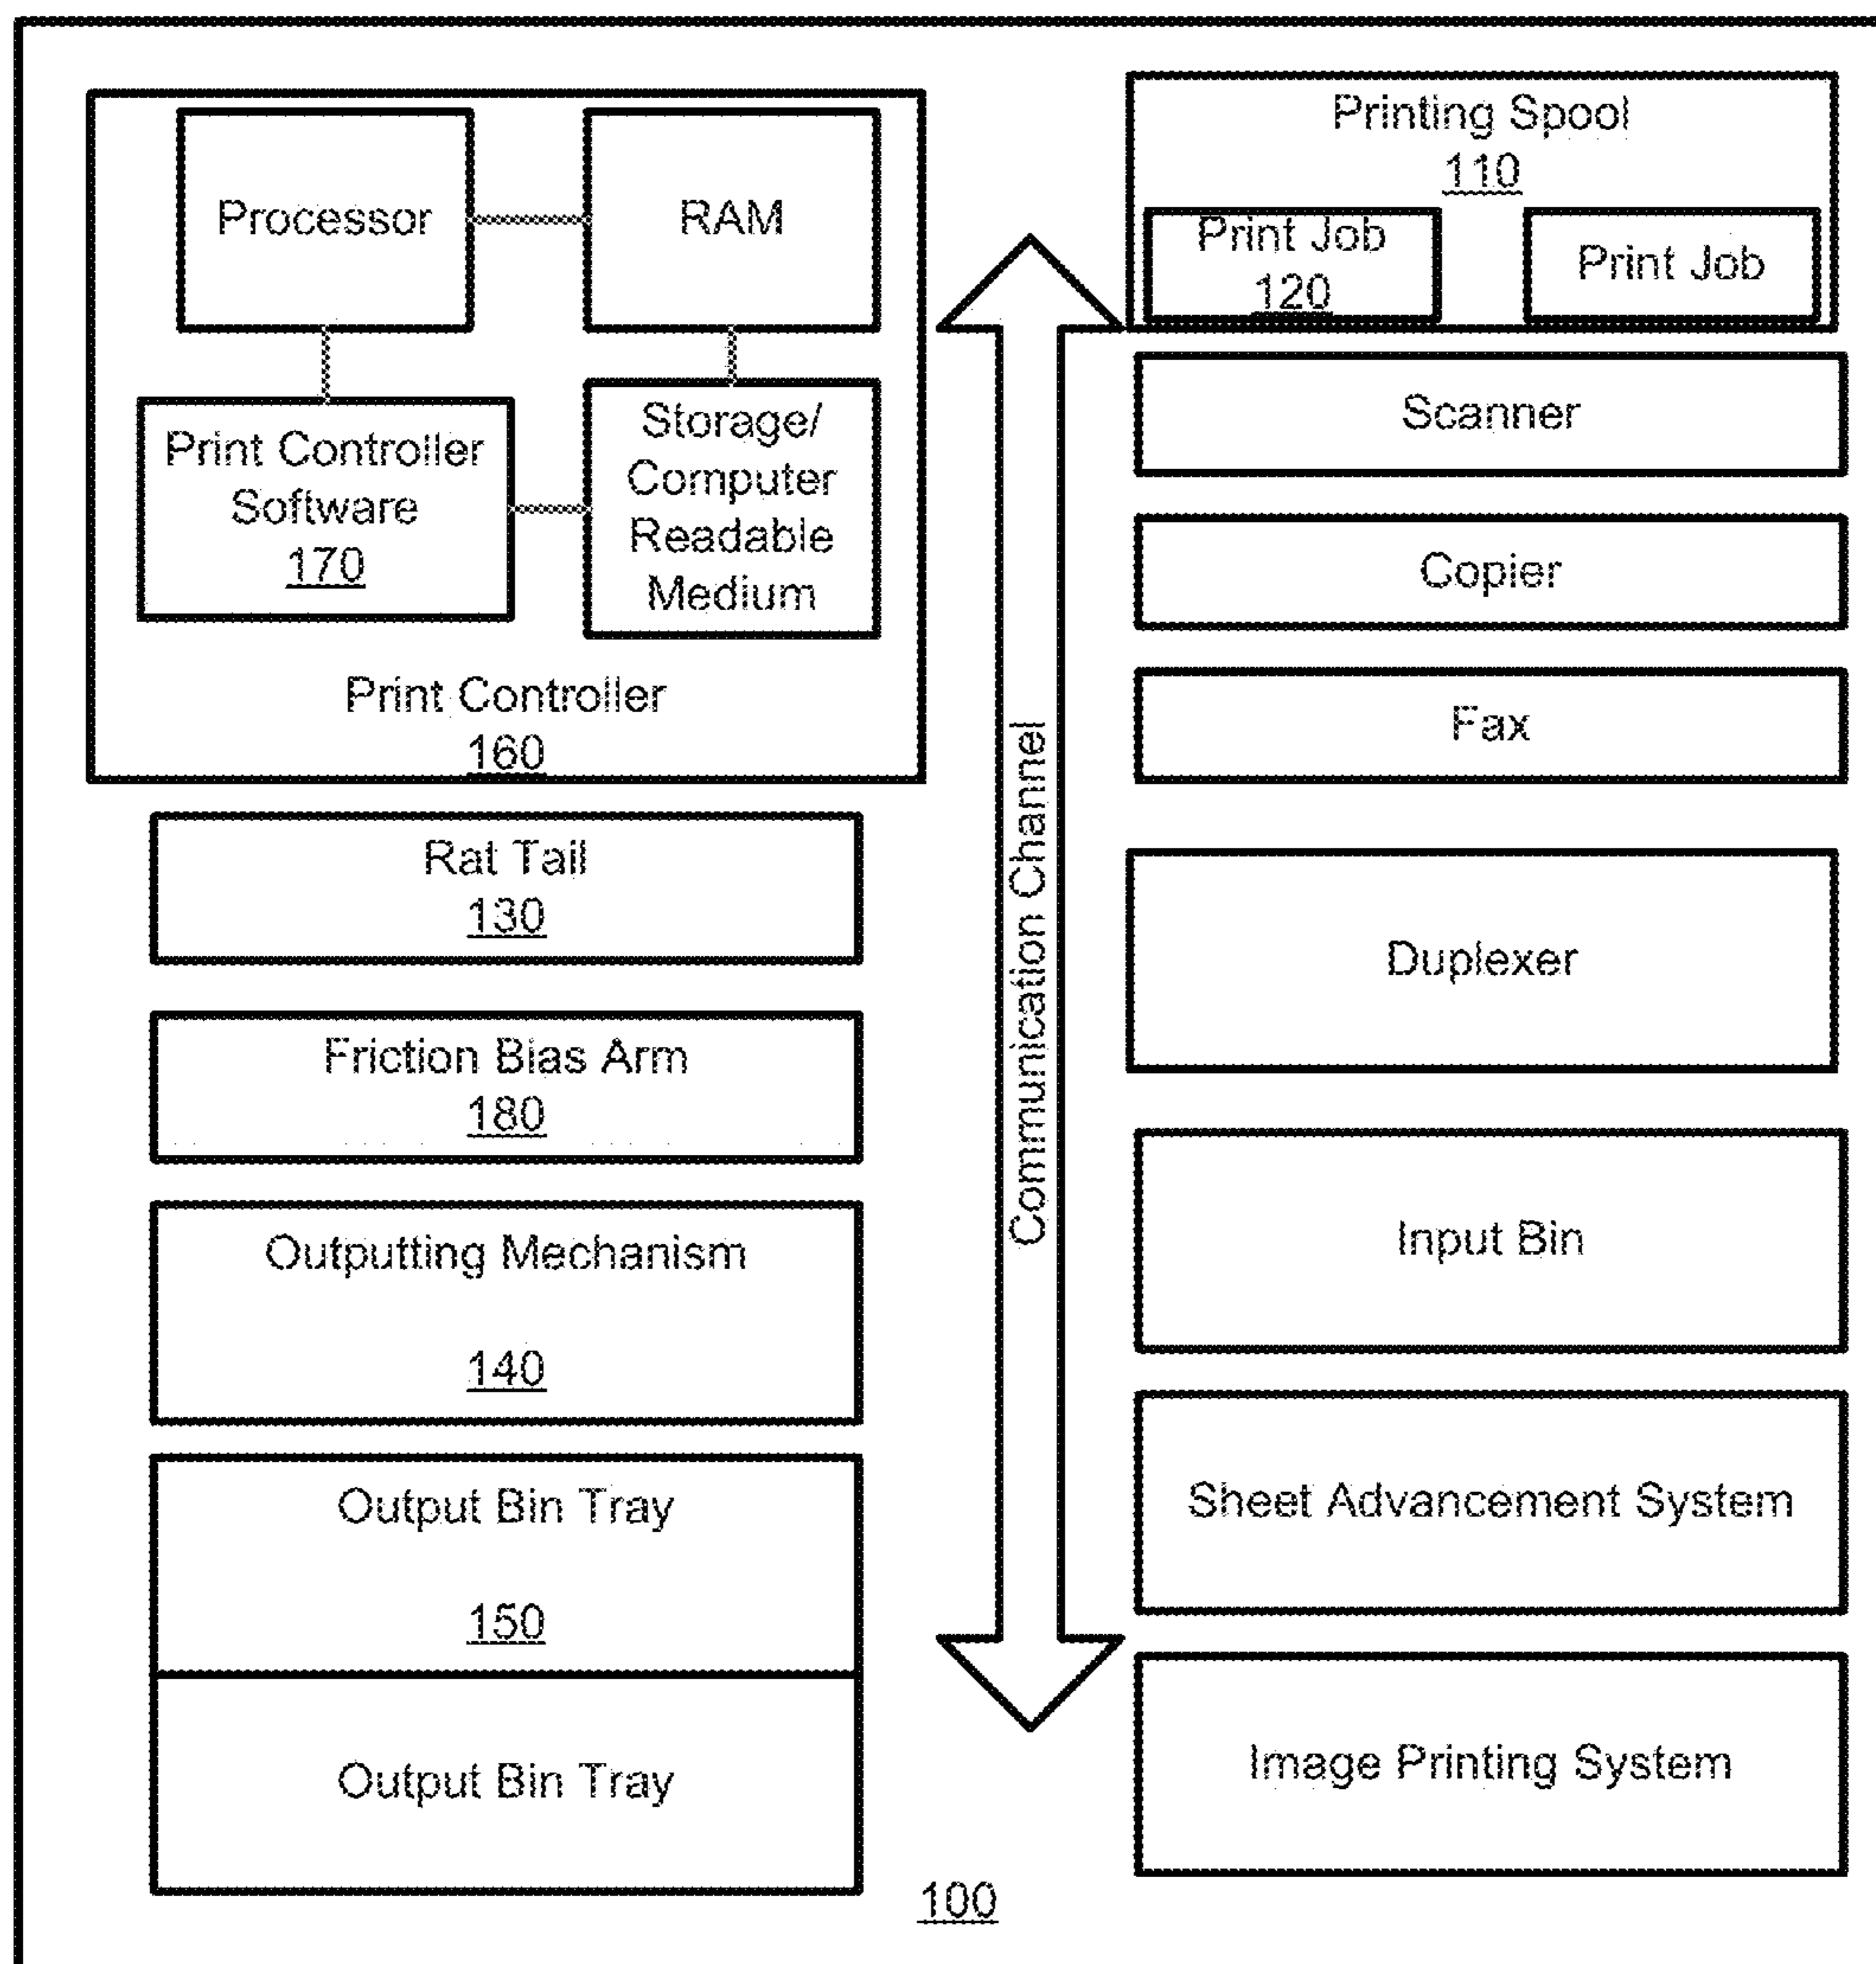 Processor
RAM
Print Controller
Software
170
Storage/
Computer
Readable
Medium
Print Controller
160
Rat Tail
130
Friction Bias Arm
180
Outputting Mechanism
140
Output Bin Tray
150
Output Bin Tray
Communication Channel
Printing Spool
110
Print Job
120
Print Job
Scanner
Copier
Fax
Duplexer
Input Bin
Sheet Advancement System
Image Printing System
100